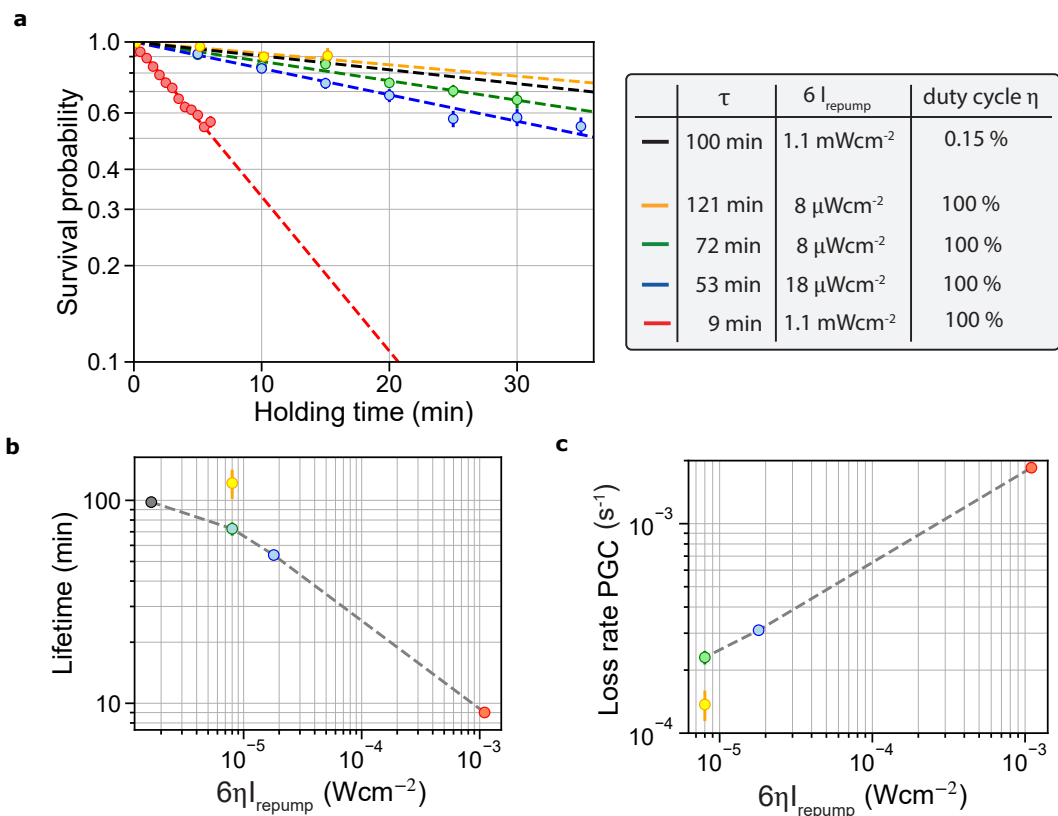 a
1.0
0.6
0.4
0.3
0.2
0.1
Survival probability
0 10 20 30
Holding time (min)
τ 6 I_repump duty cycle η
100 min 1.1 mWcm⁻² 0.15 %
121 min 8 μWcm⁻² 100 %
72 min 8 μWcm⁻² 100 %
53 min 18 μWcm⁻² 100 %
9 min 1.1 mWcm⁻² 100 %
b
100
10
Lifetime (min)
10⁻⁵ 10⁻⁴ 10⁻³
6ηI_repump (Wcm⁻²)
c
10⁻³
10⁻⁴
Loss rate PGC (s⁻¹)
10⁻⁵ 10⁻⁴ 10⁻³
6ηI_repump (Wcm⁻²)